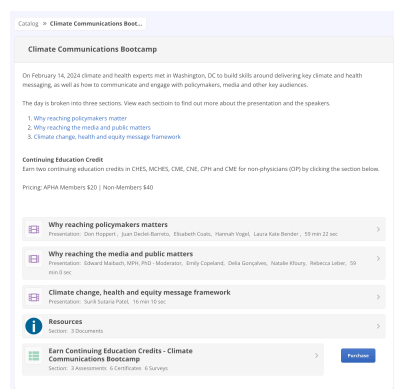 Catalog » Climate Communications Boot...
Climate Communications Bootcamp
On February 14, 2024 climate and health experts met in Washington, DC to build skills around delivering key climate and health
messaging, as well as how to communicate and engage with policymakers, media and other key audiences.
The day is broken into three sections. View each sectioin to find out more about the presentation and the speakers.
1. Why reaching policymakers matter
2. Why reaching the media and public matters
3. Climate change, health and equity message framework
Continuing Education Credit
Earn two continuing education credits in CHES, MCHES, CME, CNE, CPH and CME for non-physicians (OP) by clicking the section below.
Pricing: APHA Members $20 | Non-Members $40
Why reaching policymakers matters
Presentation: Don Hoppert, Juan Declet-Barreto, Elisabeth Coats, Hannah Vogel, Laura Kate Bender, 59 min 22 sec
Why reaching the media and public matters
Presentation: Edward Maibach, MPH, PhD - Moderator, Emily Copeland, Delia Gonçalves, Natalie Kfoury, Rebecca Leber, 59
min 0 sec
Climate change, health and equity message framework
Presentation: Surili Sutaria Patel, 16 min 10 sec
Resources
Section: 3 Documents
Earn Continuing Education Credits - Climate
Communications Bootcamp
Section: 3 Assessments 6 Certificates 6 Surveys
Purchase